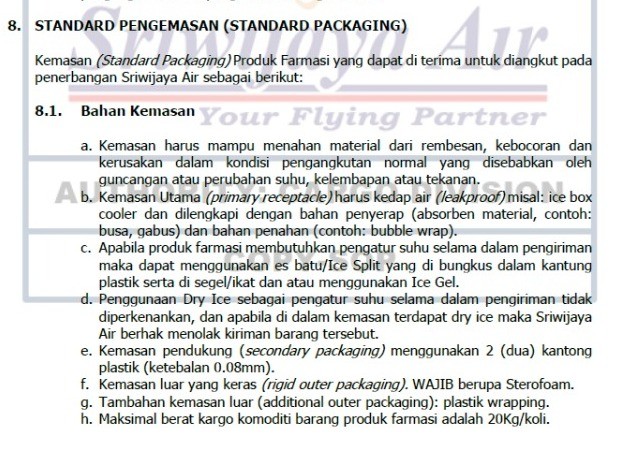 8. STANDARD PENGEMASAN (STANDARD PACKAGING)
Sriwijaya Air
Kemasan (Standard Packaging) Produk Farmasi yang dapat di terima untuk diangkut pada
penerbangan Sriwijaya Air sebagai berikut:
8.1. Bahan Kemasan
Your Flying Partner
a. Kemasan harus mampu menahan material dari rembesan, kebocoran dan
kerusakan dalam kondisi pengangkutan normal yang disebabkan oleh
guncangan atau perubahan suhu, kelembapan atau tekanan.
AUTHORITY: CARGO DIVISION
b. Kemasan Utama (primary receptacle) harus kedap air (leakproof) misal: ice box
cooler dan dilengkapi dengan bahan penyerap (absorben material, contoh:
busa, gabus) dan bahan penahan (contoh: bubble wrap).
c. Apabila produk farmasi membutuhkan pengatur suhu selama dalam pengiriman
COPY SOP
maka dapat menggunakan es batu/Ice Split yang di bungkus dalam kantung
plastik serta di segel/ikat dan atau menggunakan Ice Gel.
d. Penggunaan Dry Ice sebagai pengatur suhu selama dalam pengiriman tidak
diperkenankan, dan apabila di dalam kemasan terdapat dry ice maka Sriwijaya
Air berhak menolak kiriman barang tersebut.
e. Kemasan pendukung (secondary packaging) menggunakan 2 (dua) kantong
plastik (ketebalan 0.08mm).
f. Kemasan luar yang keras (rigid outer packaging). WAJIB berupa Sterofoam.
g. Tambahan kemasan luar (additional outer packaging): plastik wrapping.
h. Maksimal berat kargo komoditi barang produk farmasi adalah 20Kg/koli.